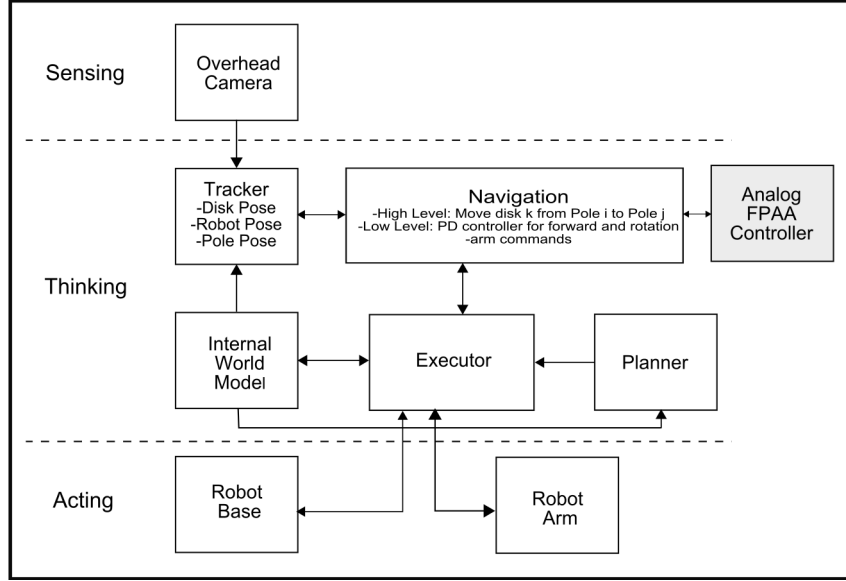 Sensing
Overhead
Camera
Thinking
Tracker
-Disk Pose
-Robot Pose
-Pole Pose
Navigation
-High Level: Move disk k from Pole i to Pole j
-Low Level: PD controller for forward and rotation
-arm commands
Analog
FPAA
Controller
Internal
World
Model
Executor
Planner
Acting
Robot
Base
Robot
Arm